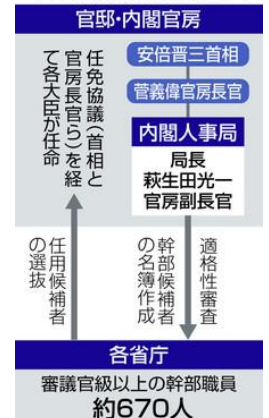 官邸・内閣官房
安倍晋三首相
菅義偉官房長官
内閣人事局
局長
萩生田光一
官房副長官
任免協議(首相と
官房長官ら)を経
て各大臣が任命
適格性審査
幹部候補者
の名簿作成
任用候補者
の選抜
各省庁
審議官級以上の幹部職員
約670人